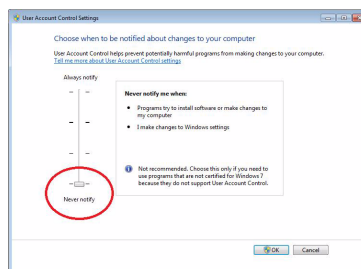 User Account Control Settings
Choose when to be notified about changes to your computer
User Account Control helps prevent potentially harmful programs from making changes to your computer.
Tell me more about User Account Control settings
Always notify
Never notify me when:
• Programs try to install software or make changes to
my computer
• I make changes to Windows settings
Not recommended. Choose this only if you need to
use programs that are not certified for Windows 7
because they do not support User Account Control.
Never notify
OK
Cancel